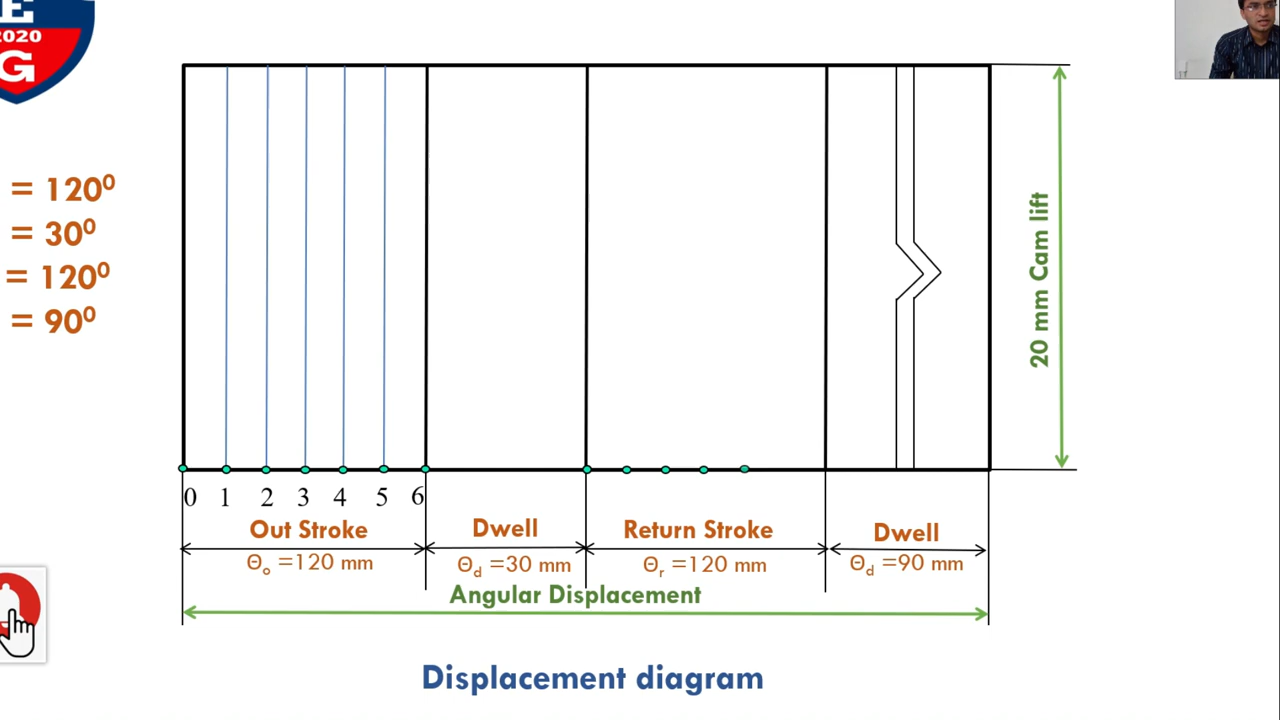 E
2020
G
= 120⁰
= 30⁰
= 120⁰
= 90⁰
20 mm Cam lift
0 1 2 3 4 5 6
Out Stroke Dwell Return Stroke Dwell
Θₒ =120 mm Θd =30 mm Θr =120 mm Θd =90 mm
Angular Displacement
Displacement diagram